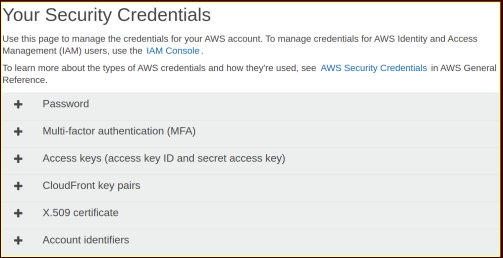 Your Security Credentials
Use this page to manage the credentials for your AWS account. To manage credentials for AWS Identity and Access
Management (IAM) users, use the IAM Console.
To learn more about the types of AWS credentials and how they're used, see AWS Security Credentials in AWS General
Reference.
Password
Multi-factor authentication (MFA)
Access keys (access key ID and secret access key)
CloudFront key pairs
X.509 certificate
Account identifiers